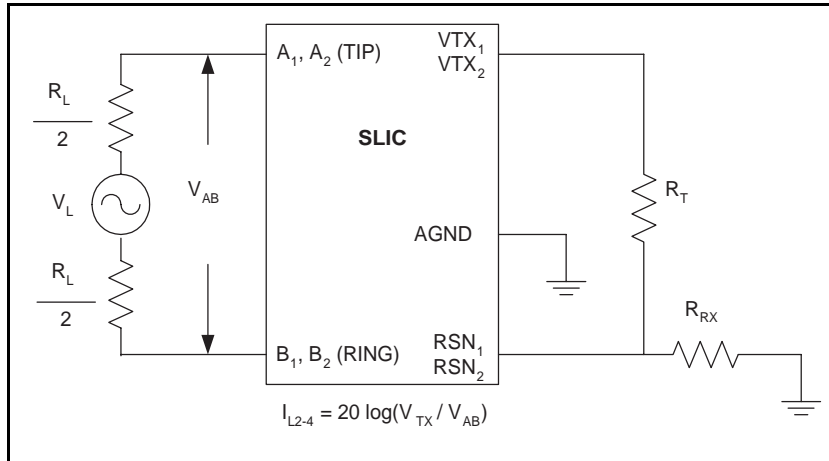 A₁, A₂ (TIP)
VTX₁
VTX₂
R_L
2
SLIC
V_L
V_AB
R_T
AGND
R_L
2
R_RX
B₁, B₂ (RING)
RSN₁
RSN₂
I_L2-4 = 20 log(V_TX / V_AB)